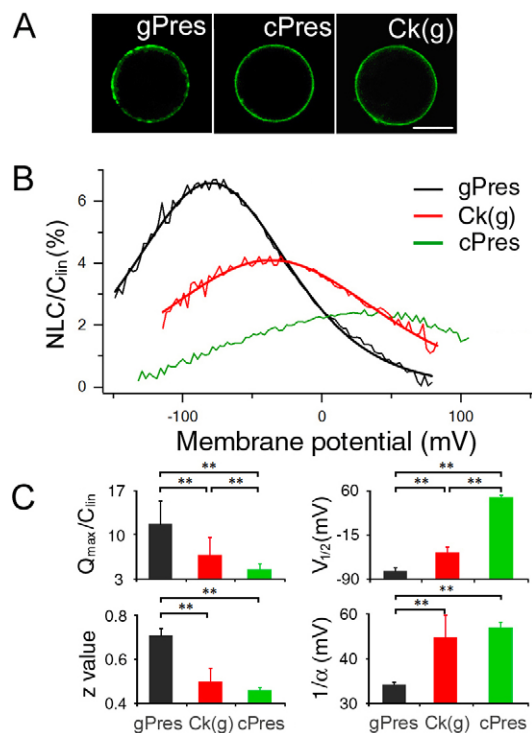 A
gPres cPres Ck(g)
B
NLC/Clin(%)
6
4
2
0
gPres
Ck(g)
cPres
-100 0 100
Membrane potential (mV)
C
Qmax/Clin
17
10
3
** ** **
V1/2(mV)
60
-15
-90
** ** **
z value
0.8
0.6
0.4
** **
gPres Ck(g) cPres
1/α (mV)
60
40
30
** **
gPres Ck(g) cPres